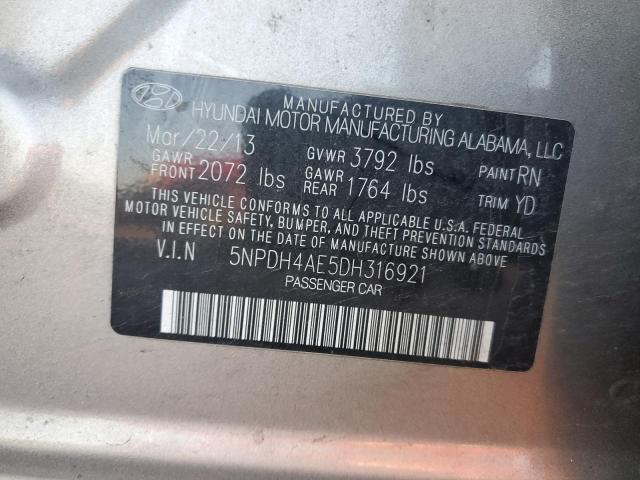 MANUFACTURED BY
HYUNDAI MOTOR MANUFACTURING ALABAMA, LLC
Mar/22/13 GVWR 3792 lbs PAINT RN
GAWR FRONT 2072 lbs GAWR REAR 1764 lbs TRIM YD
THIS VEHICLE CONFORMS TO ALL APPLICABLE U.S.A. FEDERAL
MOTOR VEHICLE SAFETY, BUMPER, AND THEFT PREVENTION STANDARDS
IN EFFECT ON THE DATE OF MANUFACTURE SHOWN ABOVE.
V.I.N 5NPDH4AE5DH316921
PASSENGER CAR